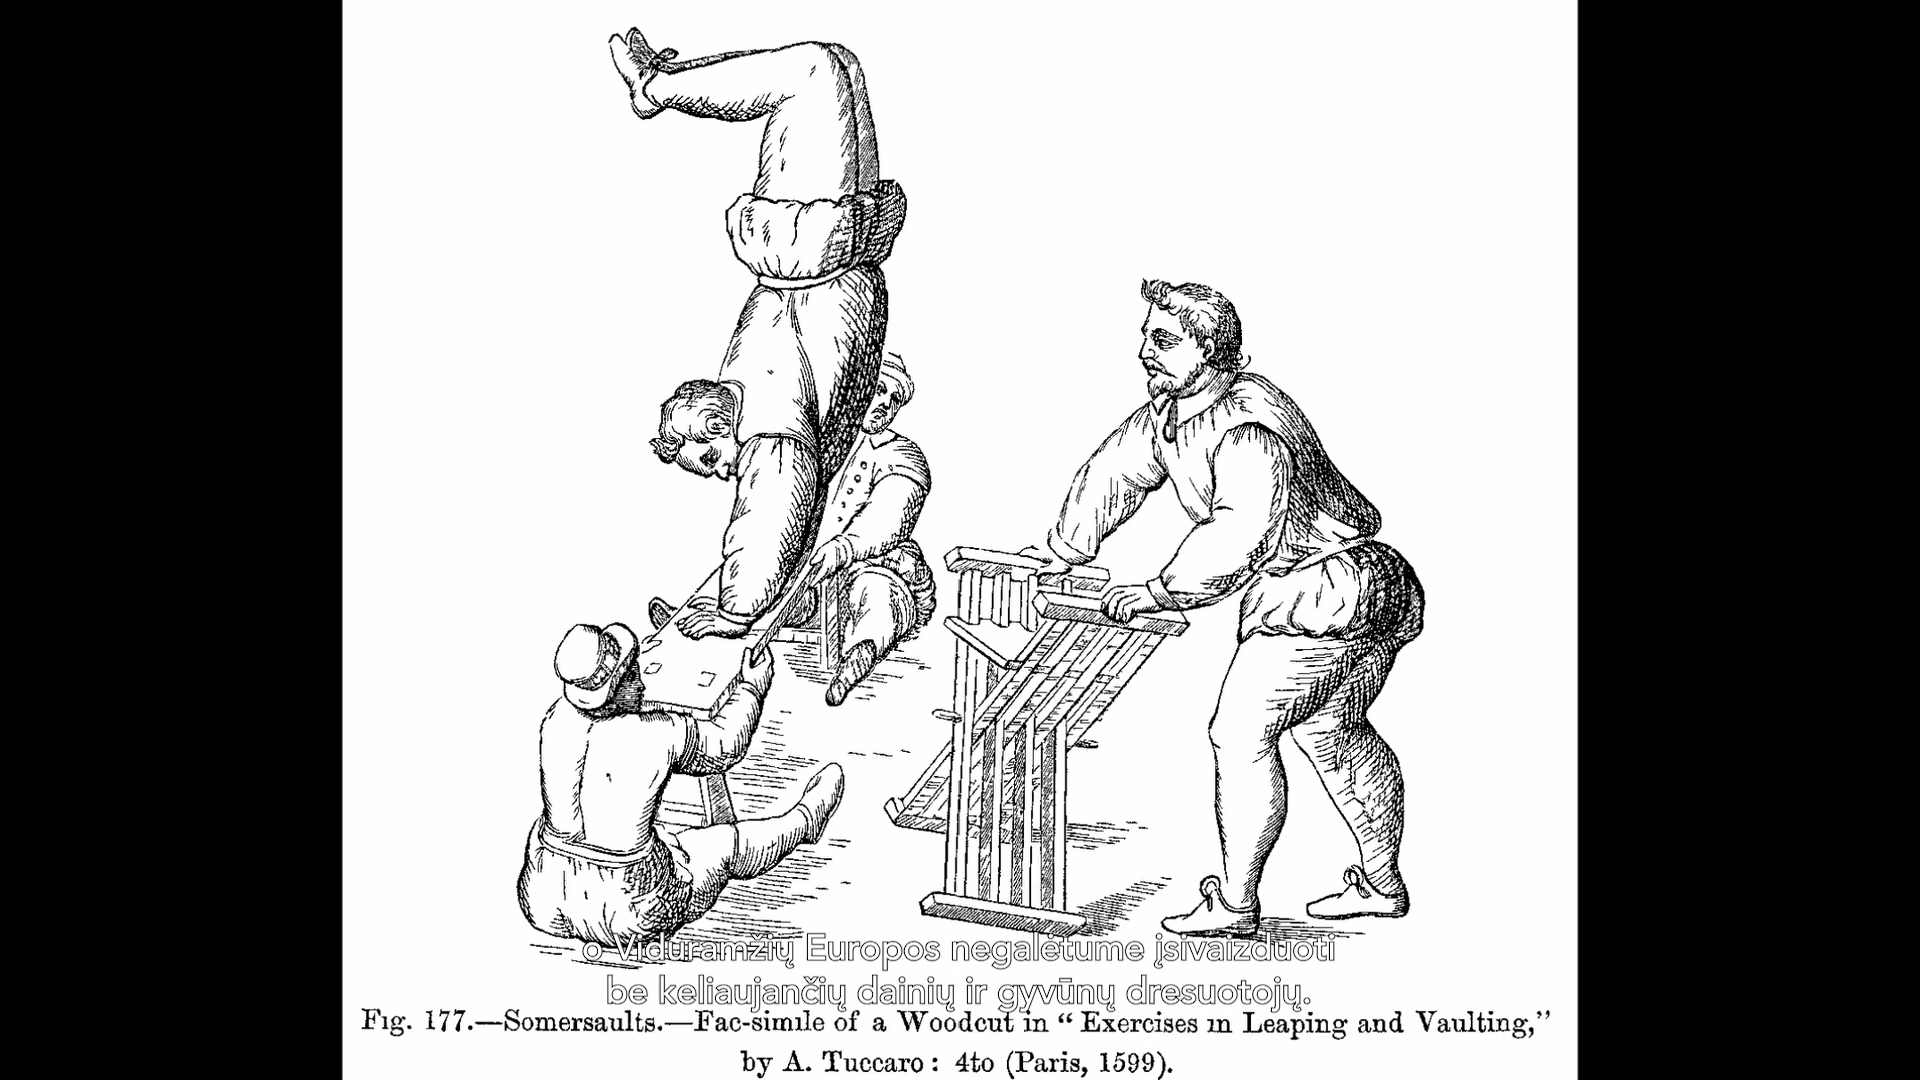 o Viduramžių Europos negalėtume įsivaizduoti
be keliaujančių dainių ir gyvūnų dresuotojų.
Fig. 177.—Somersaults.—Fac-simile of a Woodcut in “ Exercises in Leaping and Vaulting,”
by A. Tuccaro : 4to (Paris, 1599).